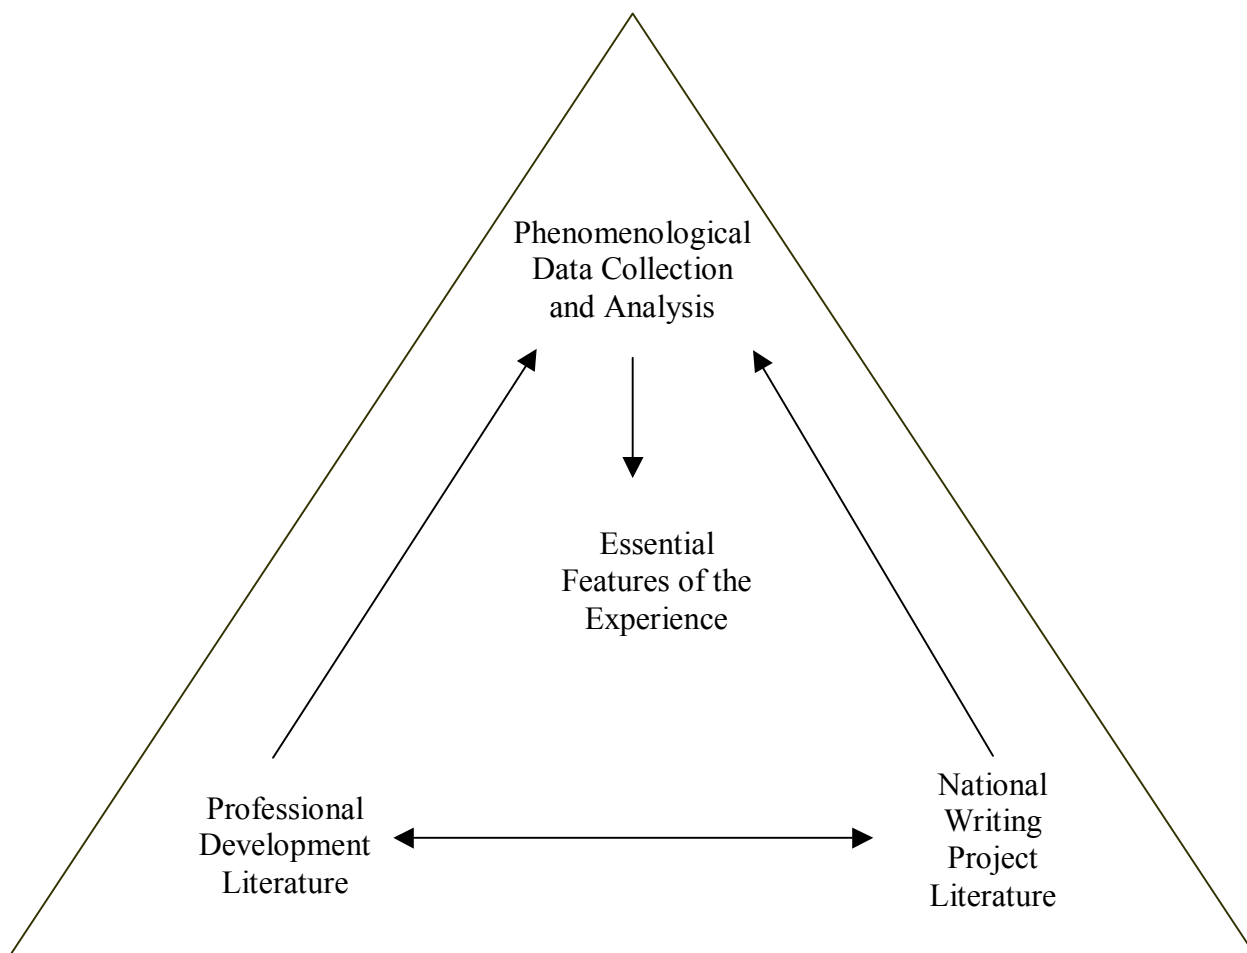 Phenomenological
Data Collection
and Analysis
Essential
Features of the
Experience
Professional
Development
Literature
National
Writing
Project
Literature